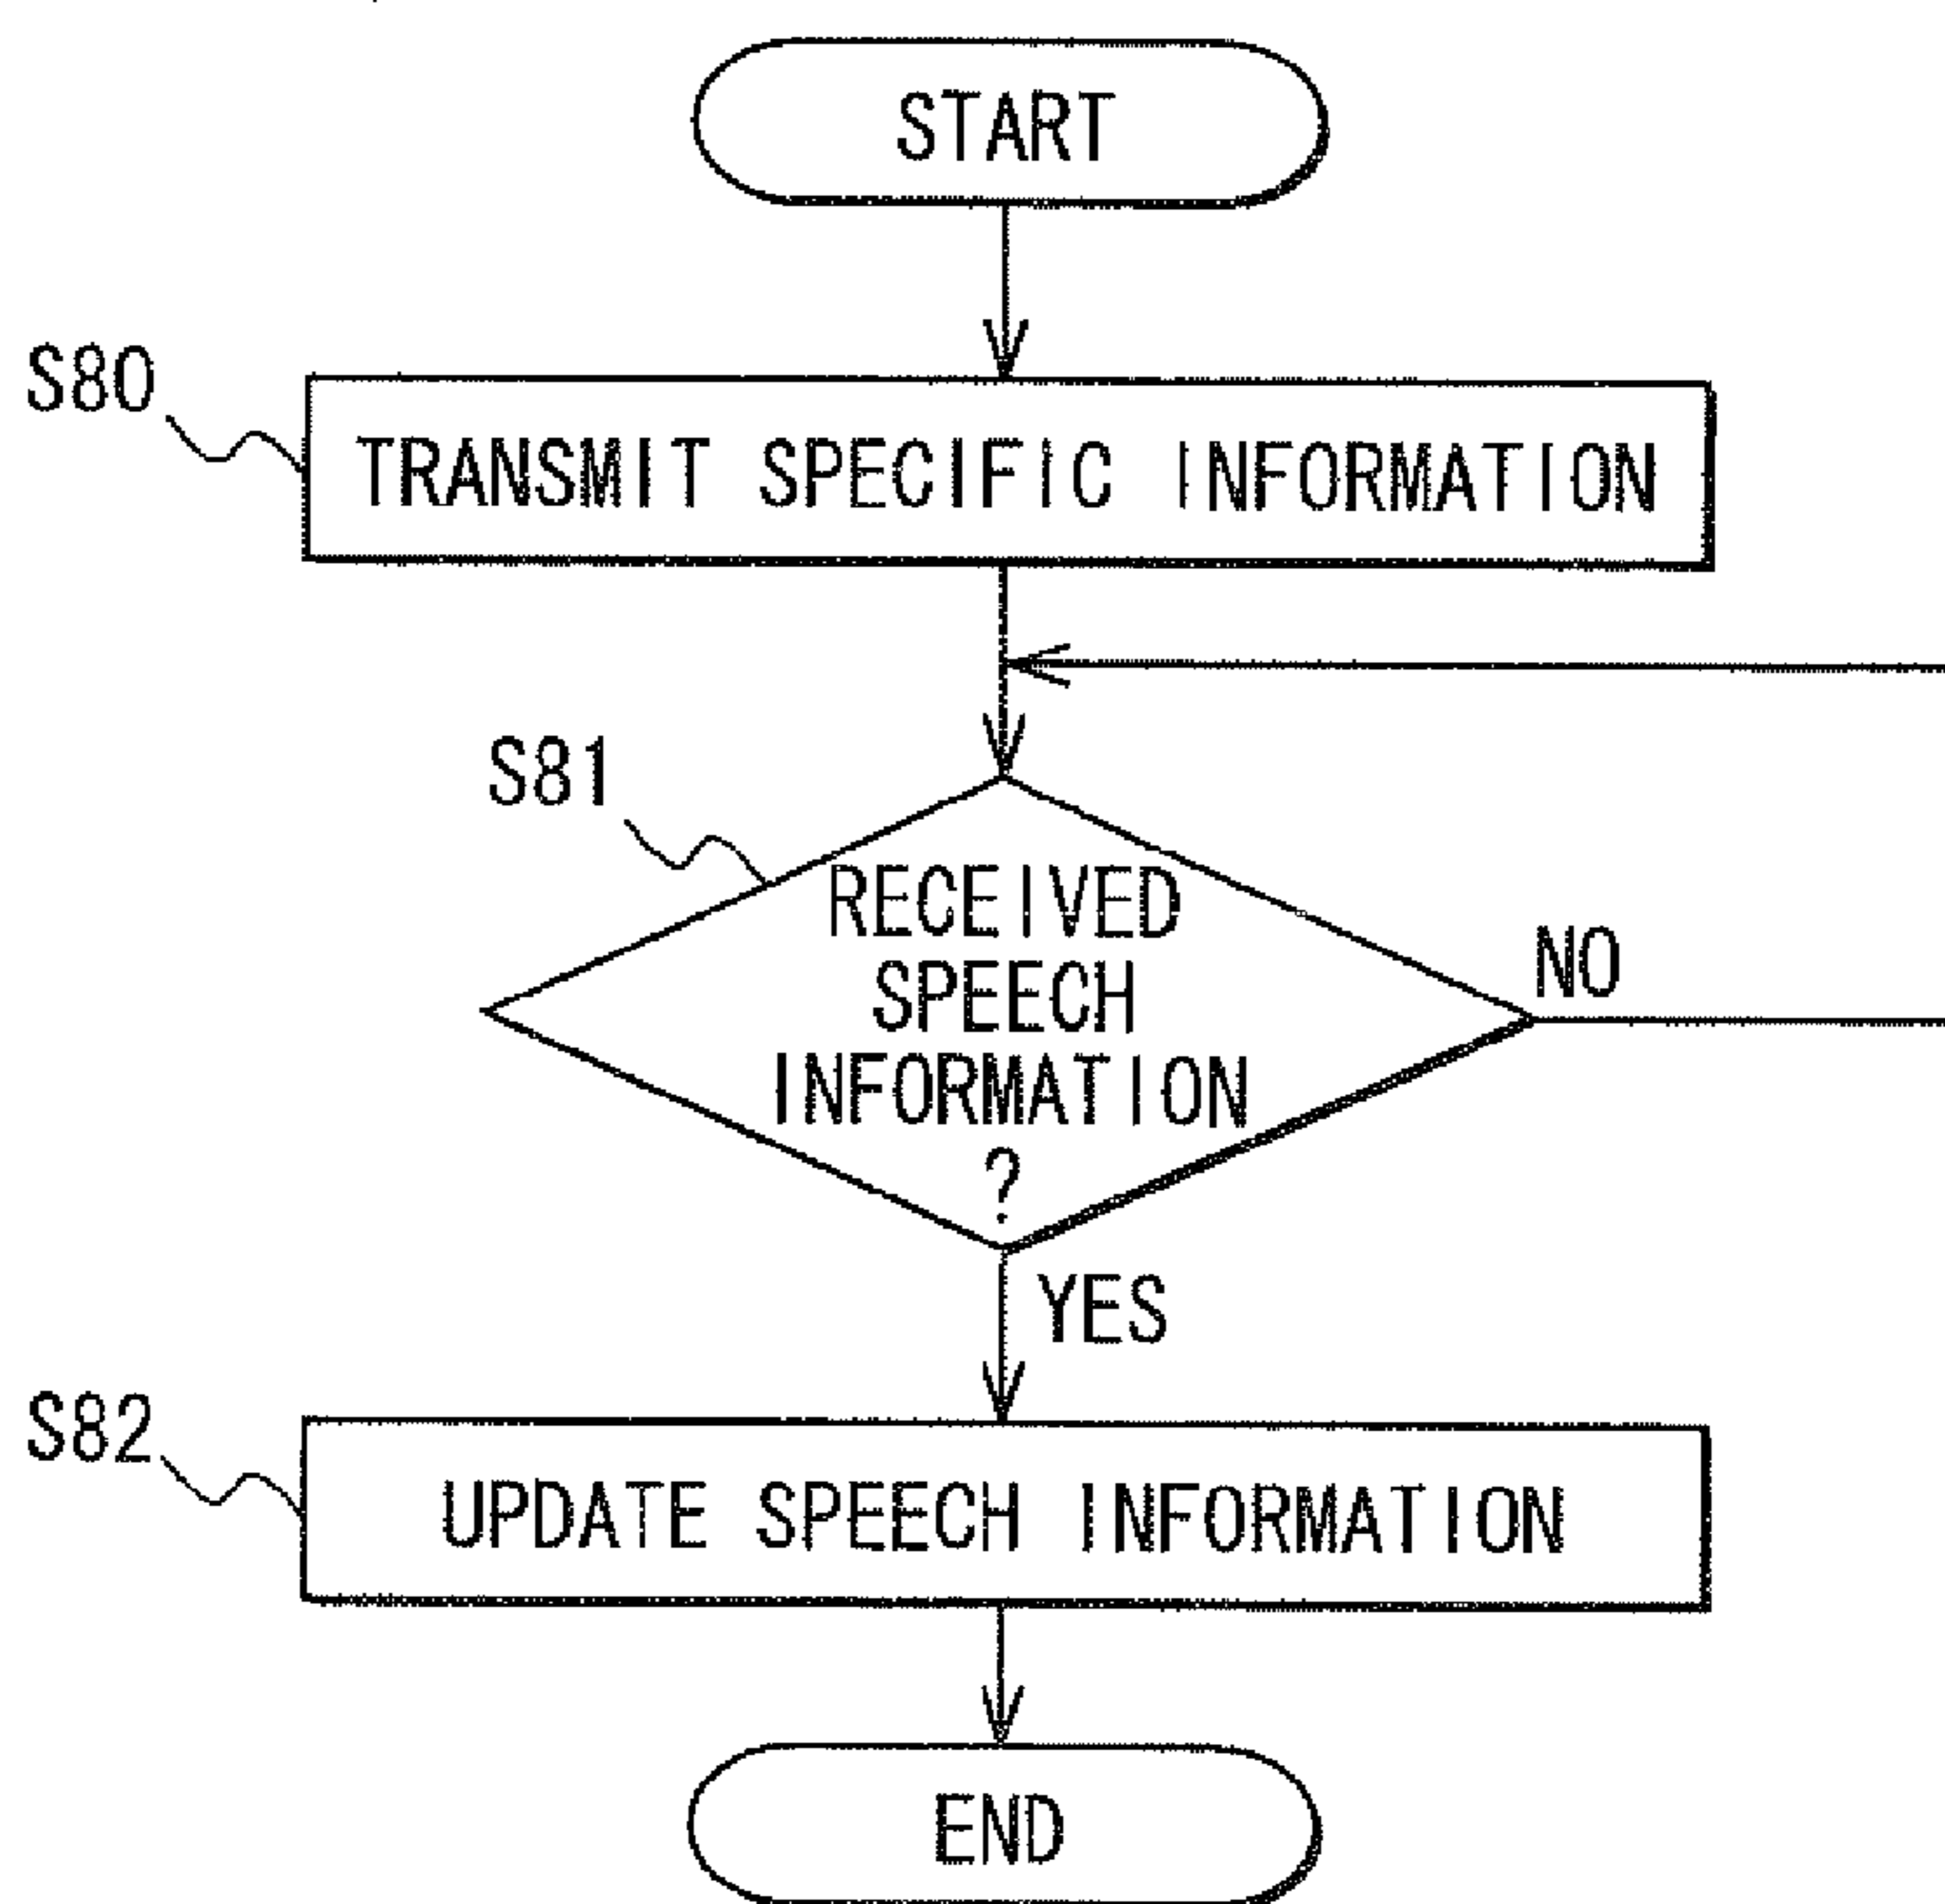 START
S80
TRANSMIT SPECIFIC INFORMATION
S81
RECEIVED
SPEECH
INFORMATION
?
NO
YES
S82
UPDATE SPEECH INFORMATION
END